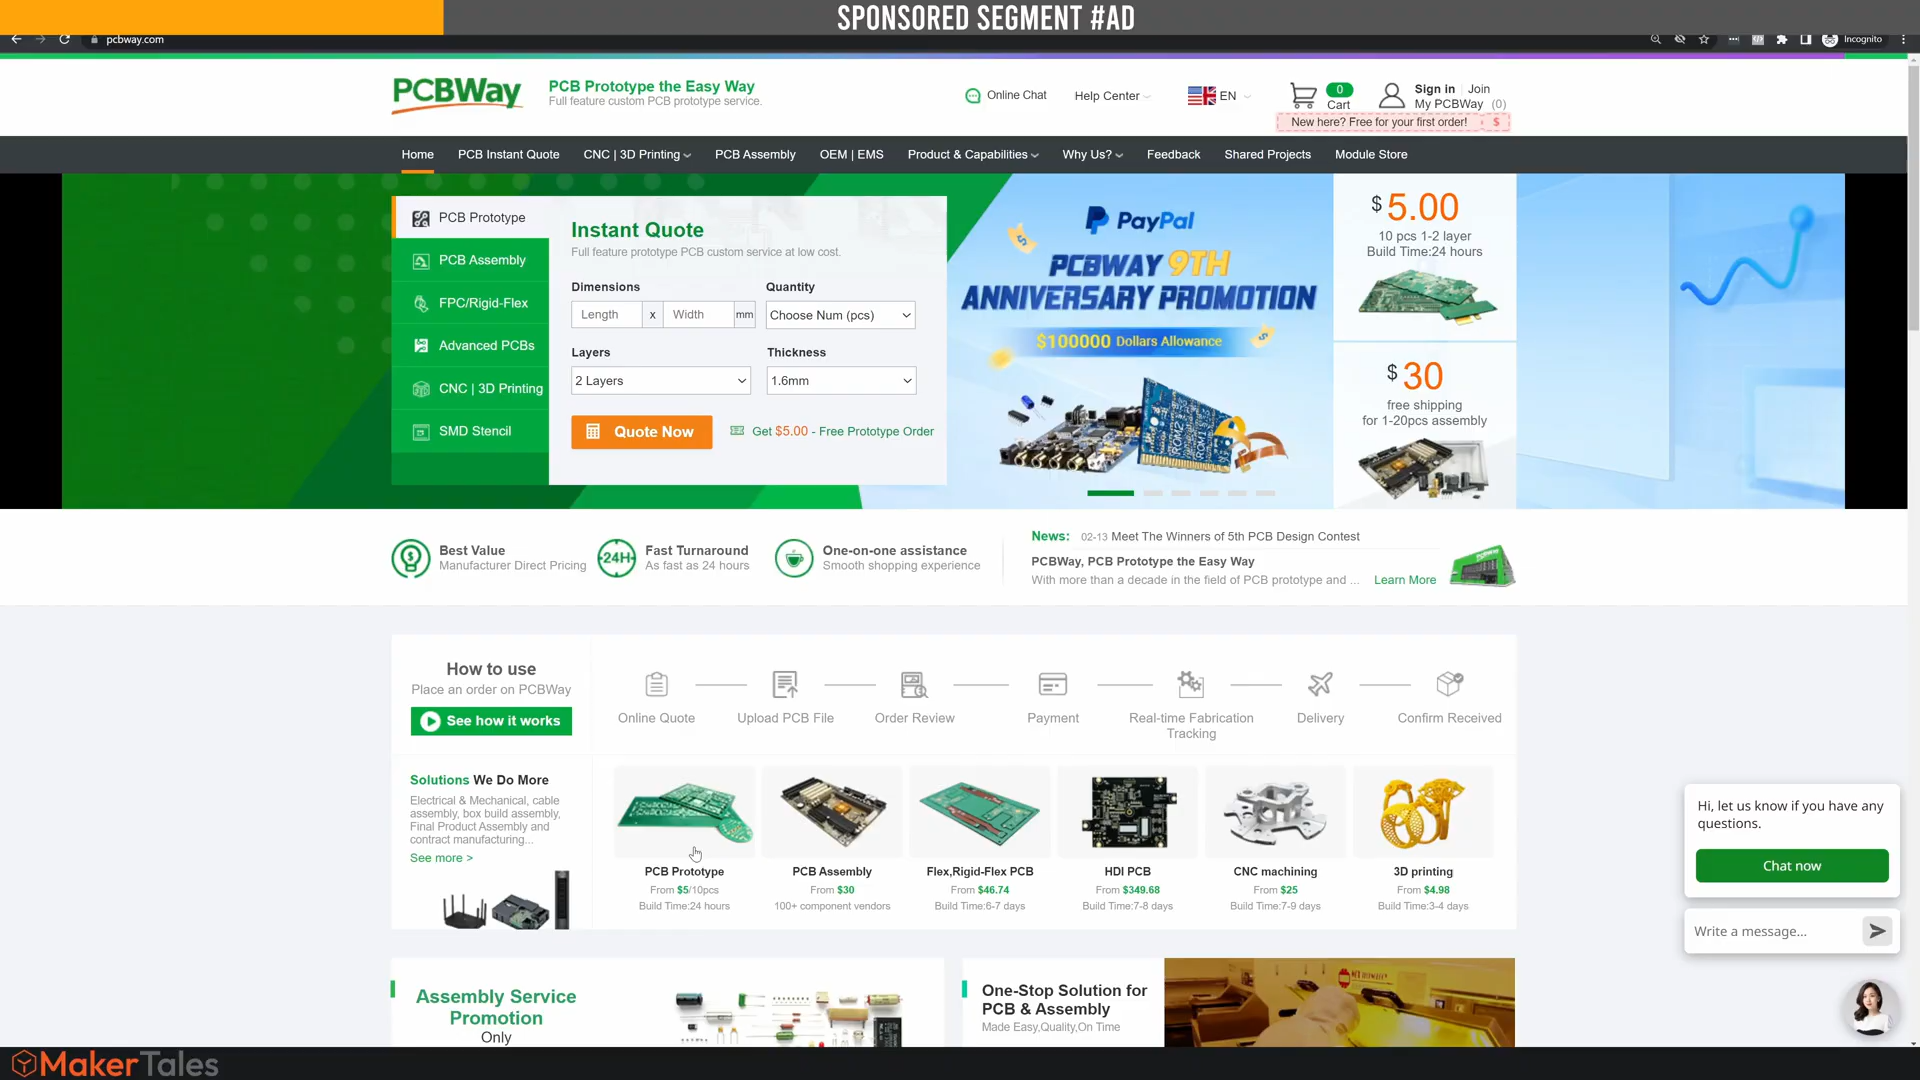 SPONSORED SEGMENT #AD
pcbway.com
Incognito
PCBWay
PCB Prototype the Easy Way
Full feature custom PCB prototype service.
Online Chat
Help Center
EN
0
Cart
Sign in
Join
My PCBWay (0)
New here? Free for your first order!
$
Home
PCB Instant Quote
CNC | 3D Printing
PCB Assembly
OEM | EMS
Product & Capabilities
Why Us?
Feedback
Shared Projects
Module Store
PCB Prototype
PCB Assembly
FPC/Rigid-Flex
Advanced PCBs
CNC | 3D Printing
SMD Stencil
Instant Quote
Full feature prototype PCB custom service at low cost.
Dimensions
Quantity
Length
x
Width
mm
Choose Num (pcs)
Layers
Thickness
2 Layers
1.6mm
Quote Now
Get $5.00 - Free Prototype Order
PayPal
PCBWAY 9TH
ANNIVERSARY PROMOTION
$100000 Dollars Allowance
ROM2
ROM1
$ 5.00
10 pcs 1-2 layer
Build Time:24 hours
$ 30
free shipping
for 1-20pcs assembly
Best Value
Manufacturer Direct Pricing
24H
Fast Turnaround
As fast as 24 hours
One-on-one assistance
Smooth shopping experience
News:
02-13 Meet The Winners of 5th PCB Design Contest
PCBWay, PCB Prototype the Easy Way
With more than a decade in the field of PCB prototype and ...
Learn More
How to use
Place an order on PCBWay
See how it works
Online Quote
Upload PCB File
Order Review
Payment
Real-time Fabrication
Tracking
Delivery
Confirm Received
Solutions We Do More
Electrical & Mechanical, cable
assembly, box build assembly,
Final Product Assembly and
contract manufacturing...
See more >
PCB Prototype
From $5/10pcs
Build Time:24 hours
PCB Assembly
From $30
100+ component vendors
Flex,Rigid-Flex PCB
From $46.74
Build Time:6-7 days
HDI PCB
From $349.68
Build Time:7-8 days
CNC machining
From $25
Build Time:7-9 days
3D printing
From $4.98
Build Time:3-4 days
Hi, let us know if you have any
questions.
Chat now
Write a message...
Assembly Service
Promotion
Only
One-Stop Solution for
PCB & Assembly
Made Easy,Quality,On Time
MakerTales